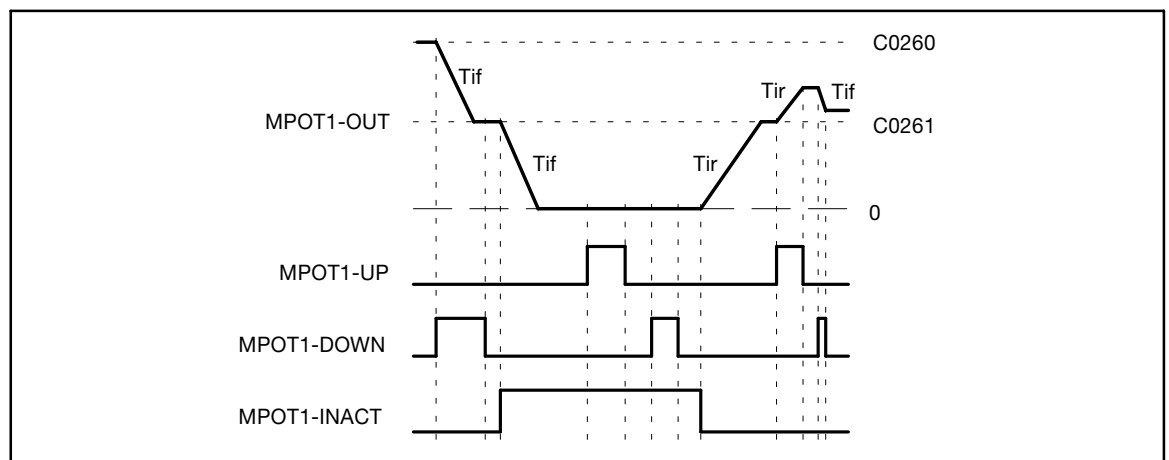 C0260
Tif
Tir
Tif
MPOT1-OUT
C0261
Tif
Tir
0
MPOT1-UP
MPOT1-DOWN
MPOT1-INACT